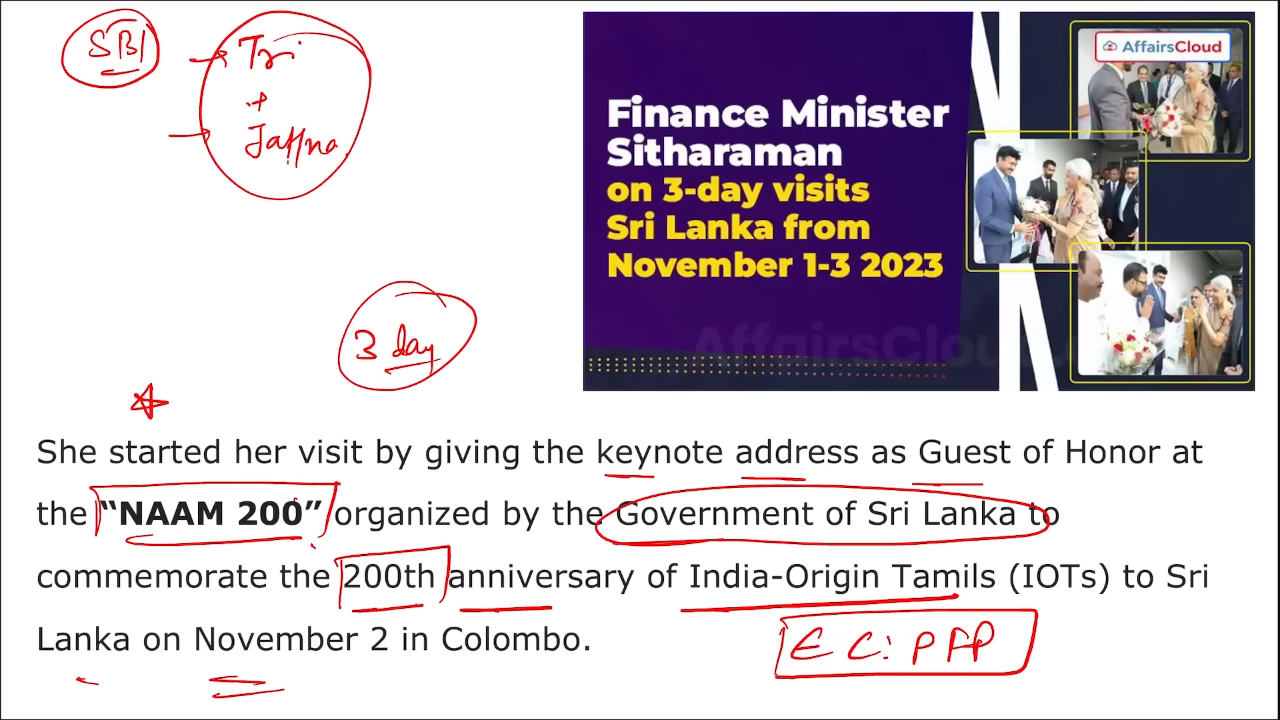 SBI
Tri
+
Jaffna
AffairsCloud
Finance Minister
Sitharaman
on 3-day visits
Sri Lanka from
November 1-3 2023
AffairsCloud
3 day
She started her visit by giving the keynote address as Guest of Honor at
the “NAAM 200” organized by the Government of Sri Lanka to
commemorate the 200th anniversary of India-Origin Tamils (IOTs) to Sri
Lanka on November 2 in Colombo.